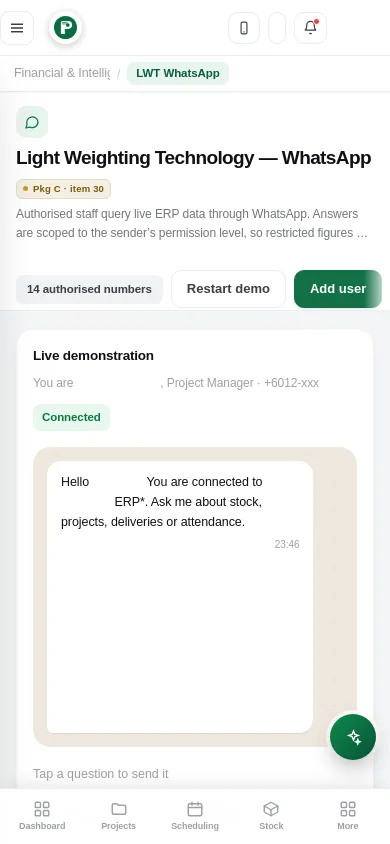 Financial & Intellig / LWT WhatsApp
Light Weighting Technology — WhatsApp
Pkg C · item 30
Authorised staff query live ERP data through WhatsApp. Answers
are scoped to the sender's permission level, so restricted figures ...
14 authorised numbers
Restart demo
Add user
Live demonstration
You are , Project Manager · +6012-xxx
Connected
Hello You are connected to
ERP*. Ask me about stock,
projects, deliveries or attendance.
23:46
Tap a question to send it
Dashboard Projects Scheduling Stock More